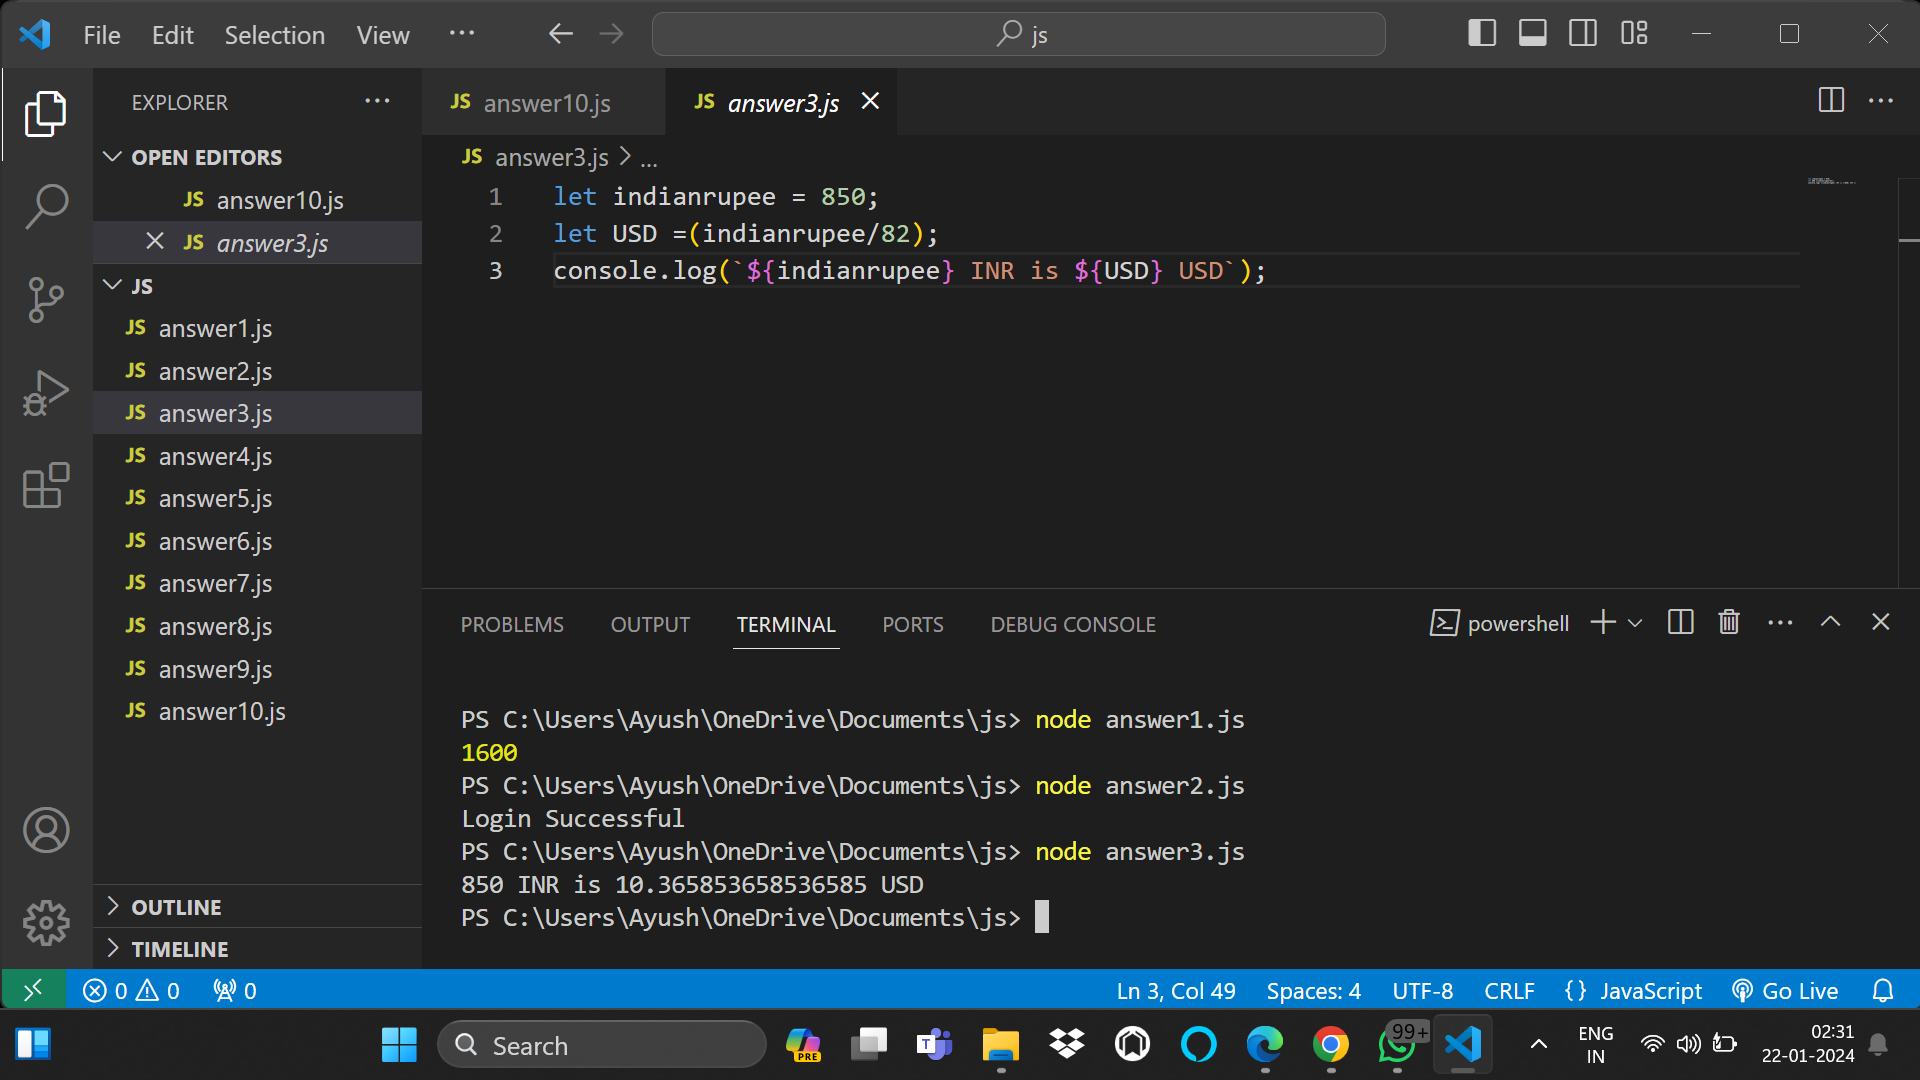 File Edit Selection View ··· js
EXPLORER ···
OPEN EDITORS
JS answer10.js
JS answer3.js
JS
JS answer1.js
JS answer2.js
JS answer3.js
JS answer4.js
JS answer5.js
JS answer6.js
JS answer7.js
JS answer8.js
JS answer9.js
JS answer10.js
OUTLINE
TIMELINE
JS answer10.js JS answer3.js
JS answer3.js > ...
1 let indianrupee = 850;
2 let USD =(indianrupee/82);
3 console.log(`${indianrupee} INR is ${USD} USD`);
PROBLEMS OUTPUT TERMINAL PORTS DEBUG CONSOLE powershell
PS C:\Users\Ayush\OneDrive\Documents\js> node answer1.js
1600
PS C:\Users\Ayush\OneDrive\Documents\js> node answer2.js
Login Successful
PS C:\Users\Ayush\OneDrive\Documents\js> node answer3.js
850 INR is 10.365853658536585 USD
PS C:\Users\Ayush\OneDrive\Documents\js>
0 0 0 Ln 3, Col 49 Spaces: 4 UTF-8 CRLF {} JavaScript Go Live
Search PRE T 99+ ENG IN 02:31
22-01-2024